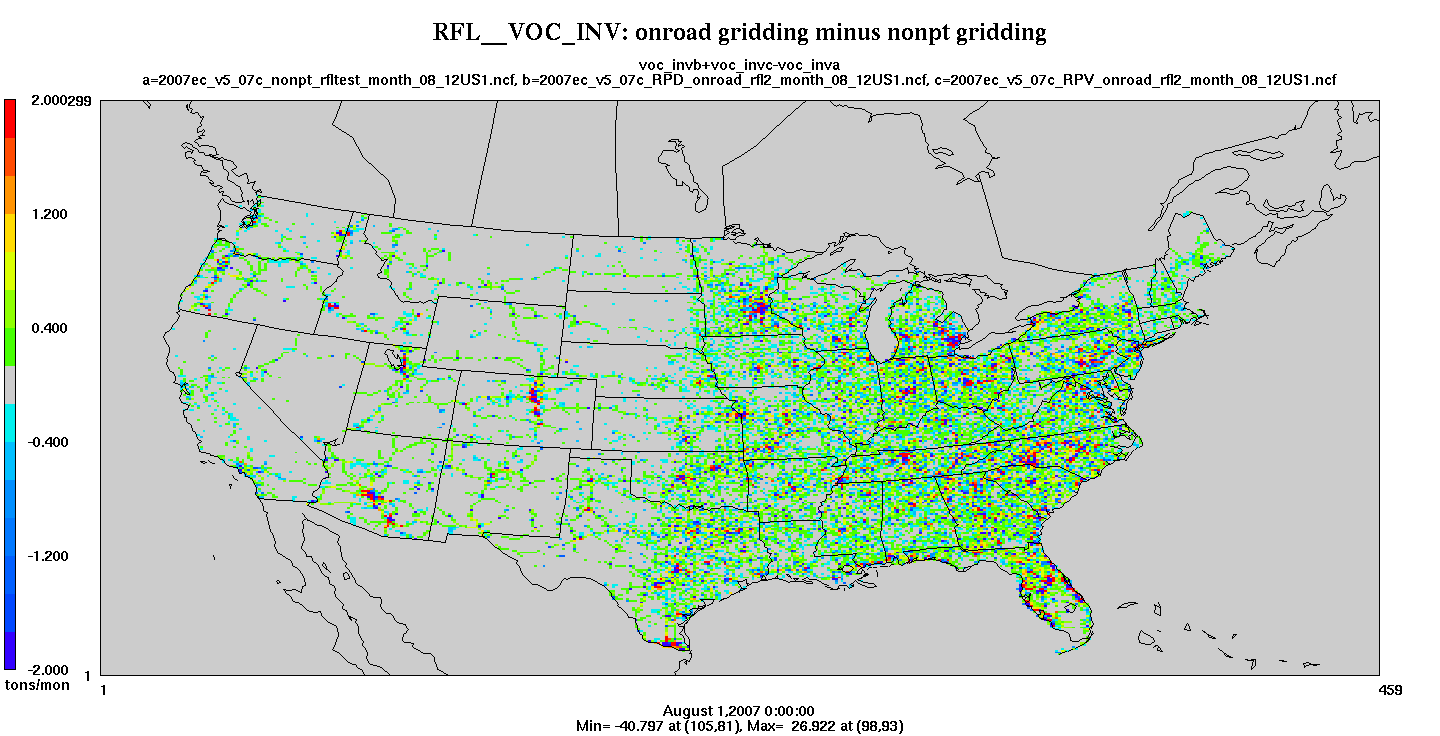 RFL__VOC_INV: onroad gridding minus nonpt gridding
voc_invb+voc_invc-voc_inva
a=2007ec_v5_07c_nonpt_rfltest_month_08_12US1.ncf, b=2007ec_v5_07c_RPD_onroad_rfl2_month_08_12US1.ncf, c=2007ec_v5_07c_RPV_onroad_rfl2_month_08_12US1.ncf
2.000 299
1.200
0.400
-0.400
-1.200
-2.000 1
tons/mon
1 459
August 1,2007 0:00:00
Min= -40.797 at (105,81), Max= 26.922 at (98,93)